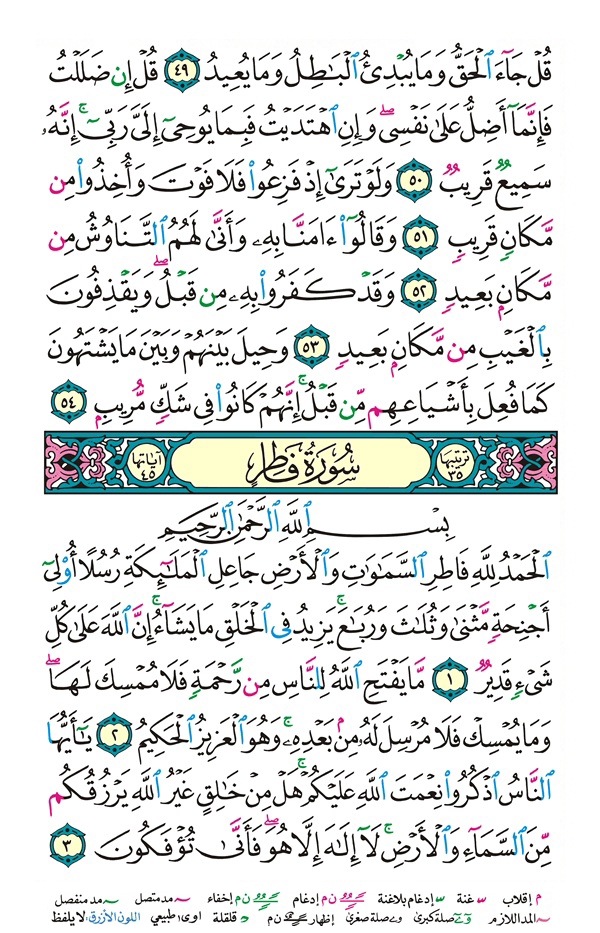 قُلْ جَآءَ ٱلْحَقُّ وَمَا يُبْدِئُ ٱلْبَـٰطِلُ وَمَا يُعِيدُ ٤٩ قُلْ إِن ضَلَلْتُ
فَإِنَّمَآ أَضِلُّ عَلَىٰ نَفْسِى ۖ وَإِنِ ٱهْتَدَيْتُ فَبِمَا يُوحِىٓ إِلَىَّ رَبِّىٓ ۚ إِنَّهُۥ
سَمِيعٌ قَرِيبٌ ٥٠ وَلَوْ تَرَىٰٓ إِذْ فَزِعُوا۟ فَلَا فَوْتَ وَأُخِذُوا۟ مِن
مَّكَانٍ قَرِيبٍ ٥١ وَقَالُوٓا۟ ءَامَنَّا بِهِۦ وَأَنَّىٰ لَهُمُ ٱلتَّنَاوُشُ مِن
مَّكَانٍۭ بَعِيدٍ ٥٢ وَقَدْ كَفَرُوا۟ بِهِۦ مِن قَبْلُ ۖ وَيَقْذِفُونَ
بِٱلْغَيْبِ مِن مَّكَانٍۭ بَعِيدٍ ٥٣ وَحِيلَ بَيْنَهُمْ وَبَيْنَ مَا يَشْتَهُونَ
كَمَا فُعِلَ بِأَشْيَاعِهِم مِّن قَبْلُ ۚ إِنَّهُمْ كَانُوا۟ فِى شَكٍّ مُّرِيبٍۭ ٥٤
ترتيبها ٣٥ سُورَةُ فَاطِرٍ آياتها ٤٥
بِسْمِ ٱللَّهِ ٱلرَّحْمَـٰنِ ٱلرَّحِيمِ
ٱلْحَمْدُ لِلَّهِ فَاطِرِ ٱلسَّمَـٰوَٰتِ وَٱلْأَرْضِ جَاعِلِ ٱلْمَلَـٰٓئِكَةِ رُسُلًا أُو۟لِىٓ
أَجْنِحَةٍ مَّثْنَىٰ وَثُلَـٰثَ وَرُبَـٰعَ ۚ يَزِيدُ فِى ٱلْخَلْقِ مَا يَشَآءُ ۚ إِنَّ ٱللَّهَ عَلَىٰ كُلِّ
شَىْءٍ قَدِيرٌ ١ مَّا يَفْتَحِ ٱللَّهُ لِلنَّاسِ مِن رَّحْمَةٍ فَلَا مُمْسِكَ لَهَا ۖ
وَمَا يُمْسِكْ فَلَا مُرْسِلَ لَهُۥ مِنۢ بَعْدِهِۦ ۚ وَهُوَ ٱلْعَزِيزُ ٱلْحَكِيمُ ٢ يَـٰٓأَيُّهَا
ٱلنَّاسُ ٱذْكُرُوا۟ نِعْمَتَ ٱللَّهِ عَلَيْكُمْ ۚ هَلْ مِنْ خَـٰلِقٍ غَيْرُ ٱللَّهِ يَرْزُقُكُم
مِّنَ ٱلسَّمَآءِ وَٱلْأَرْضِ ۚ لَآ إِلَـٰهَ إِلَّا هُوَ ۖ فَأَنَّىٰ تُؤْفَكُونَ ٣
م إقلاب غنة إدغام بلاغنة ن م إدغام ن م إخفاء مد متصل مد منفصل
المد اللازم صلة كبرى صلة صغرى إظهار ن م قلقلة اوى؛ طبيعي اللون الأزرق: لا يلفظ